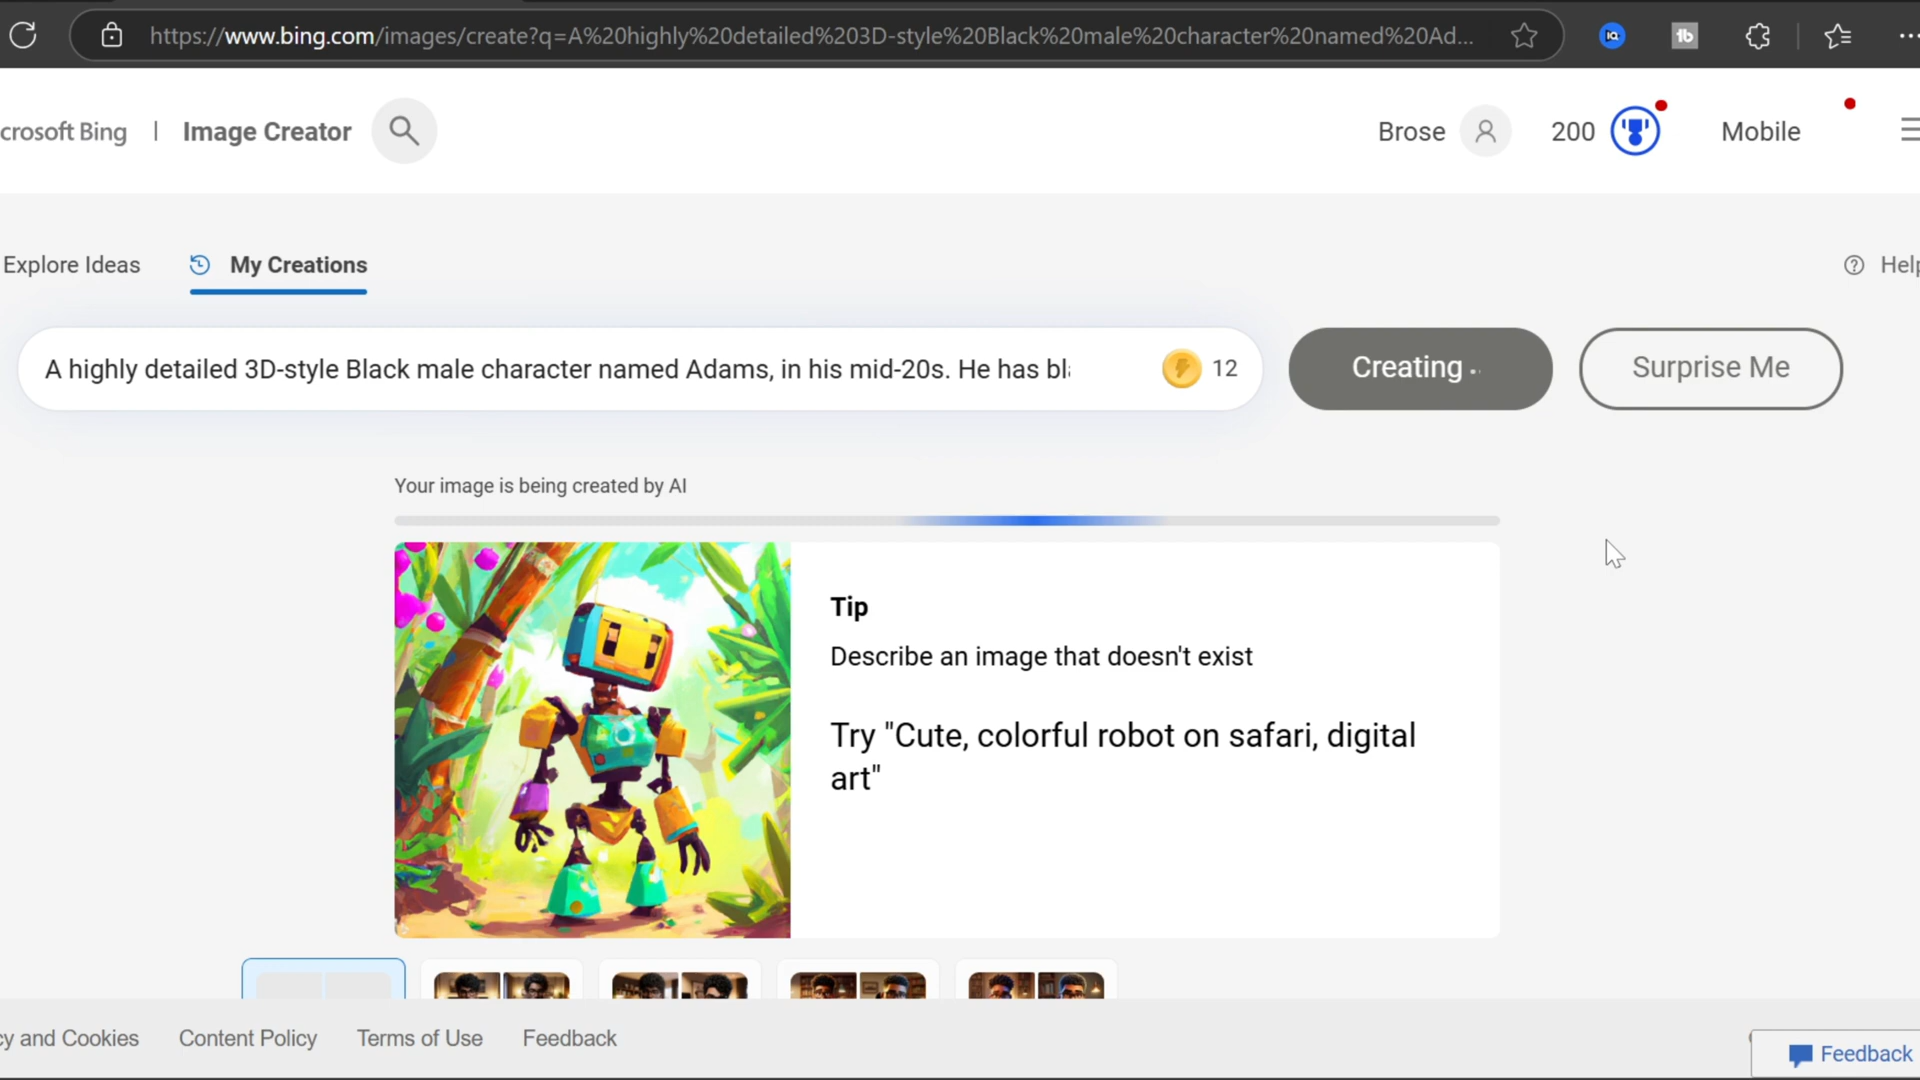 https://www.bing.com/images/create?q=A%20highly%20detailed%203D-style%20Black%20male%20character%20named%20Ad...
crosoft Bing | Image Creator
Brose 200 Mobile
Explore Ideas My Creations Help
A highly detailed 3D-style Black male character named Adams, in his mid-20s. He has bla
12
Creating
Surprise Me
Your image is being created by AI
Tip
Describe an image that doesn't exist
Try "Cute, colorful robot on safari, digital
art"
cy and Cookies Content Policy Terms of Use Feedback
Feedback